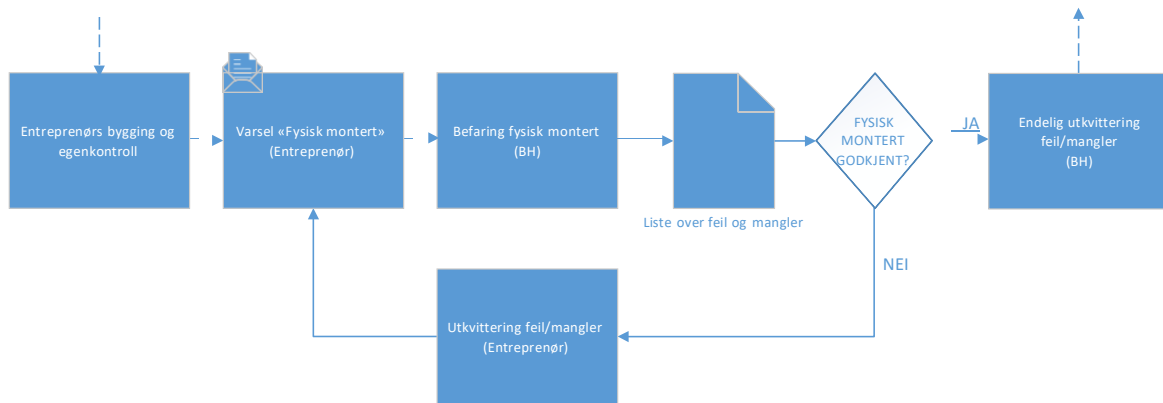 Entreprenørs bygging og
egenkontroll
Varsel «Fysisk montert»
(Entreprenør)
Befaring fysisk montert
(BH)
Liste over feil og mangler
FYSISK
MONTERT
GODKJENT?
JA
Endelig utkvittering
feil/mangler
(BH)
NEI
Utkvittering feil/mangler
(Entreprenør)